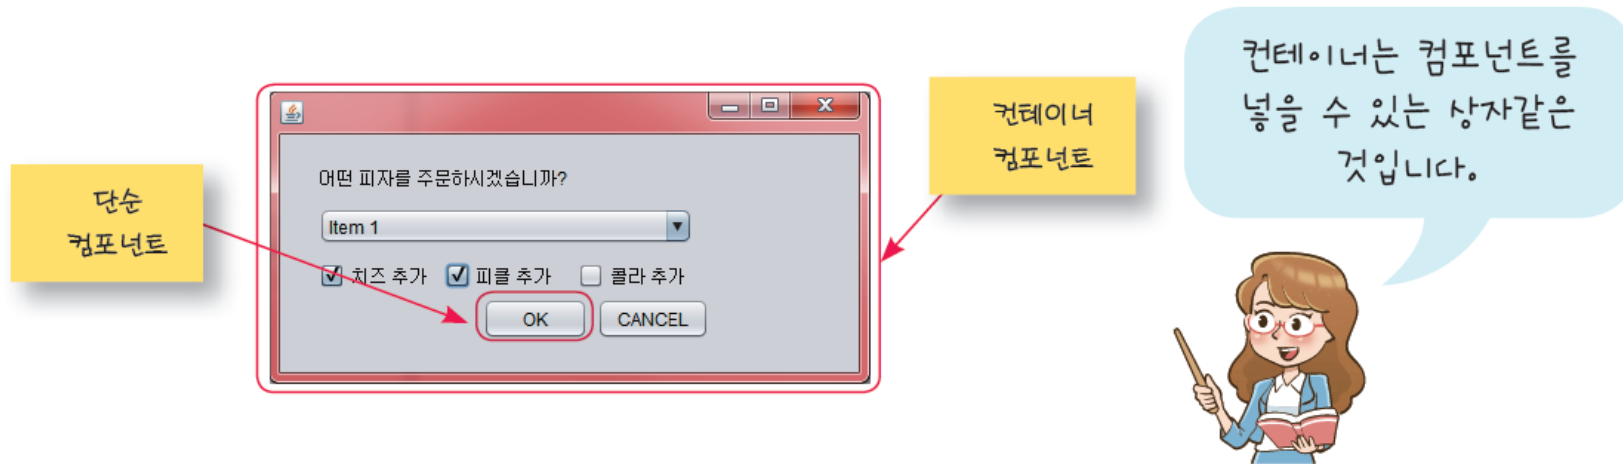 단순
컴포넌트
어떤 피자를 주문하시겠습니까?
Item 1
치즈 추가
피클 추가
콜라 추가
OK
CANCEL
컨테이너
컴포넌트
컨테이너는 컴포넌트를
넣을 수 있는 상자같은
것입니다.